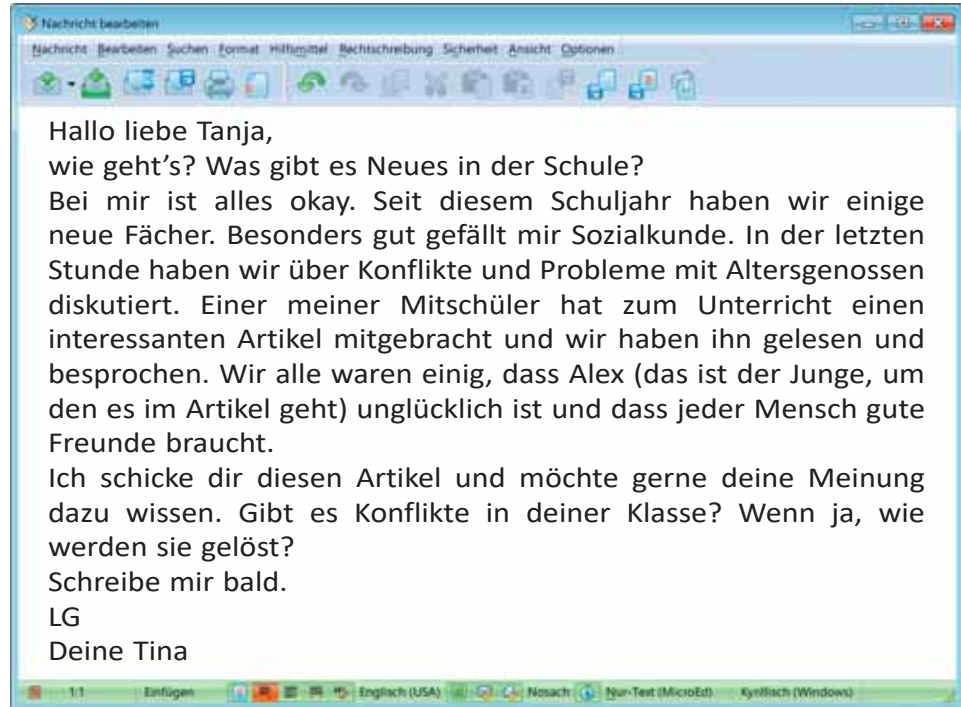 Nachricht bearbeiten
Nachricht Bearbeiten Suchen Format Hilfsmittel Rechtschreibung Sicherheit Ansicht Optionen
Hallo liebe Tanja,
wie geht's? Was gibt es Neues in der Schule?
Bei mir ist alles okay. Seit diesem Schuljahr haben wir einige
neue Fächer. Besonders gut gefällt mir Sozialkunde. In der letzten
Stunde haben wir über Konflikte und Probleme mit Altersgenossen
diskutiert. Einer meiner Mitschüler hat zum Unterricht einen
interessanten Artikel mitgebracht und wir haben ihn gelesen und
besprochen. Wir alle waren einig, dass Alex (das ist der Junge, um
den es im Artikel geht) unglücklich ist und dass jeder Mensch gute
Freunde braucht.
Ich schicke dir diesen Artikel und möchte gerne deine Meinung
dazu wissen. Gibt es Konflikte in deiner Klasse? Wenn ja, wie
werden sie gelöst?
Schreibe mir bald.
LG
Deine Tina
1:1 Einfügen Englisch (USA) Nosach Nur-Text (MicroEd) Kyrillisch (Windows)